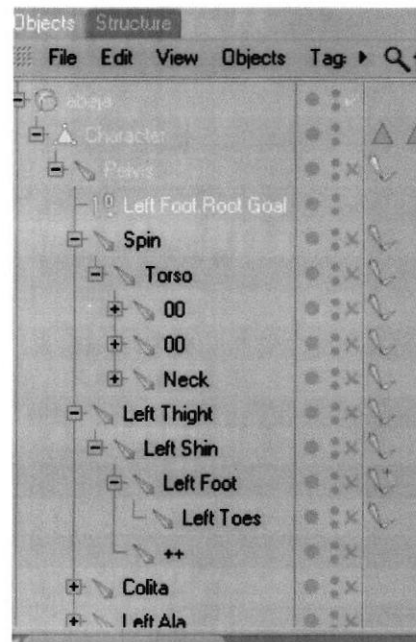 Objects Structure
File Edit View Objects Tag:
abeja
Character
Pelvis
Left Foot.Root Goal
Spin
Torso
00
00
Neck
Left Thight
Left Shin
Left Foot
Left Toes
++
Colita
Left Ala